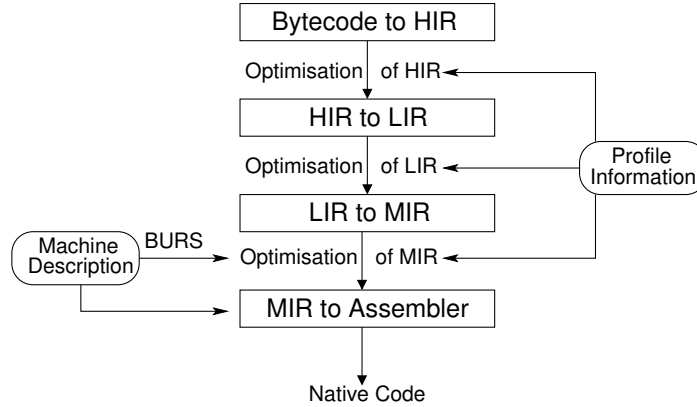 Bytecode to HIR
Optimisation of HIR
HIR to LIR
Optimisation of LIR
Profile
Information
LIR to MIR
Machine
Description
BURS
Optimisation of MIR
MIR to Assembler
Native Code